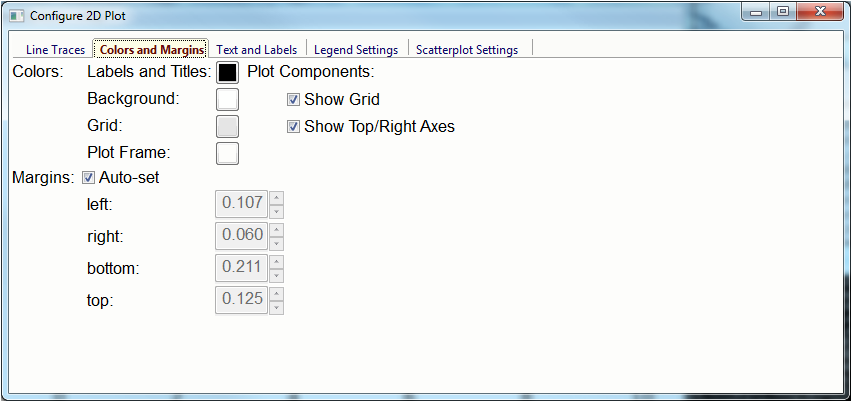 Configure 2D Plot
Line Traces Colors and Margins Text and Labels Legend Settings Scatterplot Settings
Colors: Labels and Titles: Plot Components:
Background: Show Grid
Grid: Show Top/Right Axes
Plot Frame:
Margins: Auto-set
left: 0.107
right: 0.060
bottom: 0.211
top: 0.125